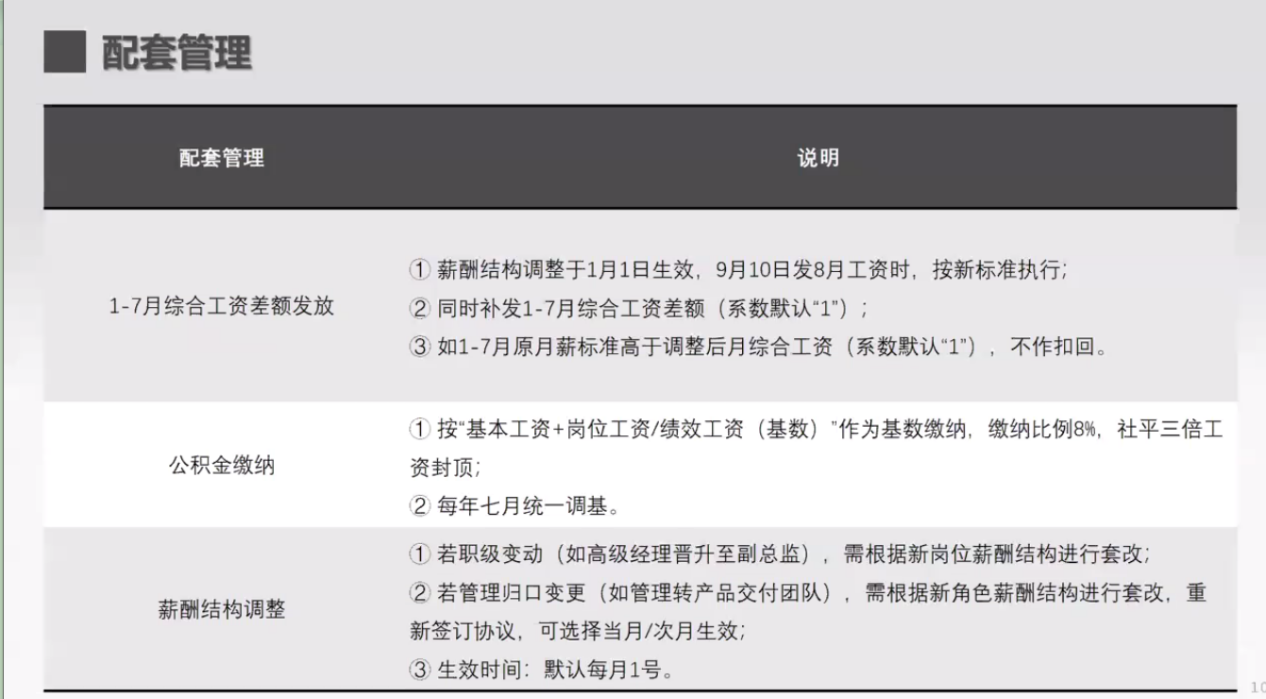 配套管理
配套管理
说明
1-7月综合工资差额发放
① 薪酬结构调整于1月1日生效，9月10日发8月工资时，按新标准执行；
② 同时补发1-7月综合工资差额（系数默认“1”）；
③ 如1-7月原月薪标准高于调整后月综合工资（系数默认“1”），不作扣回。
公积金缴纳
① 按“基本工资+岗位工资/绩效工资（基数）”作为基数缴纳，缴纳比例8%，社平三倍工
资封顶；
② 每年七月统一调基。
薪酬结构调整
① 若职级变动（如高级经理晋升至副总监），需根据新岗位薪酬结构进行套改；
② 若管理归口变更（如管理转产品交付团队），需根据新角色薪酬结构进行套改，重
新签订协议，可选择当月/次月生效；
③ 生效时间：默认每月1号。
10